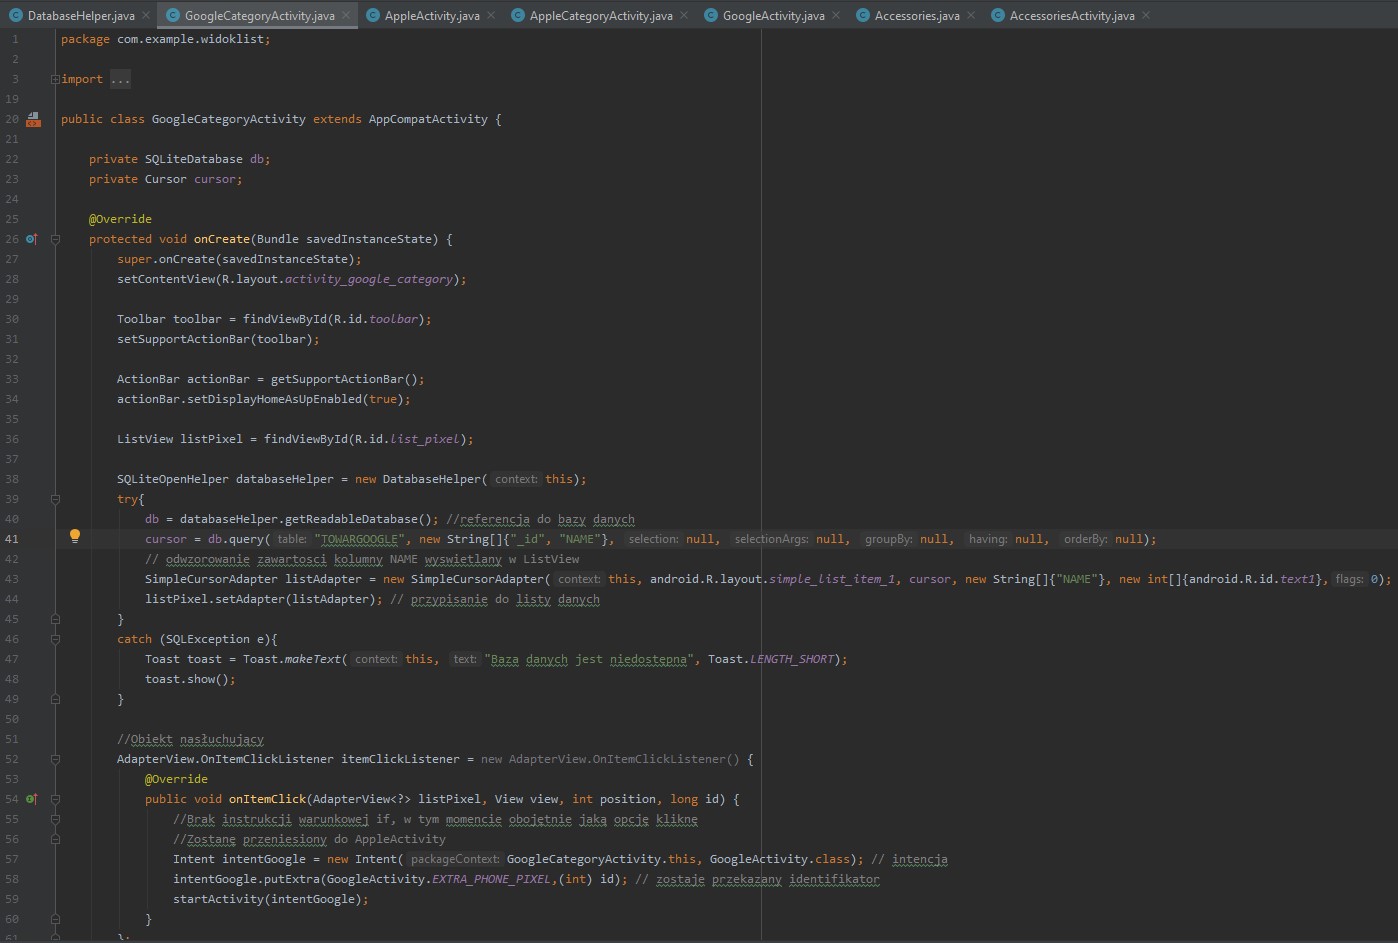 DatabaseHelper.java GoogleCategoryActivity.java AppleActivity.java AppleCategoryActivity.java GoogleActivity.java Accessories.java AccessoriesActivity.java
1 package com.example.widoklist;
2
3 import ...
19
20 public class GoogleCategoryActivity extends AppCompatActivity {
21
22 private SQLiteDatabase db;
23 private Cursor cursor;
24
25 @Override
26 protected void onCreate(Bundle savedInstanceState) {
27 super.onCreate(savedInstanceState);
28 setContentView(R.layout.activity_google_category);
29
30 Toolbar toolbar = findViewById(R.id.toolbar);
31 setSupportActionBar(toolbar);
32
33 ActionBar actionBar = getSupportActionBar();
34 actionBar.setDisplayHomeAsUpEnabled(true);
35
36 ListView listPixel = findViewById(R.id.list_pixel);
37
38 SQLiteOpenHelper databaseHelper = new DatabaseHelper( context: this);
39 try{
40 db = databaseHelper.getReadableDatabase(); //referencja do bazy danych
41 cursor = db.query( table: "TOWARGOOGLE", new String[]{"_id", "NAME"}, selection: null, selectionArgs: null, groupBy: null, having: null, orderBy: null);
42 // odwzorowanie zawartosci kolumny NAME wyswietlany w ListView
43 SimpleCursorAdapter listAdapter = new SimpleCursorAdapter( context: this, android.R.layout.simple_list_item_1, cursor, new String[]{"NAME"}, new int[]{android.R.id.text1}, flags: 0);
44 listPixel.setAdapter(listAdapter); // przypisanie do listy danych
45 }
46 catch (SQLException e){
47 Toast toast = Toast.makeText( context: this, text: "Baza danych jest niedostepna", Toast.LENGTH_SHORT);
48 toast.show();
49 }
50
51 //Obiekt nasłuchujący
52 AdapterView.OnItemClickListener itemClickListener = new AdapterView.OnItemClickListener() {
53 @Override
54 public void onItemClick(AdapterView<?> listPixel, View view, int position, long id) {
55 //Brak instrukcji warunkowej if, w tym momencie obojętnie jaką opcję kliknę
56 //Zostanę przeniesiony do AppleActivity
57 Intent intentGoogle = new Intent( packageContext: GoogleCategoryActivity.this, GoogleActivity.class); // intencja
58 intentGoogle.putExtra(GoogleActivity.EXTRA_PHONE_PIXEL,(int) id); // zostaje przekazany identyfikator
59 startActivity(intentGoogle);
60 }
61 };